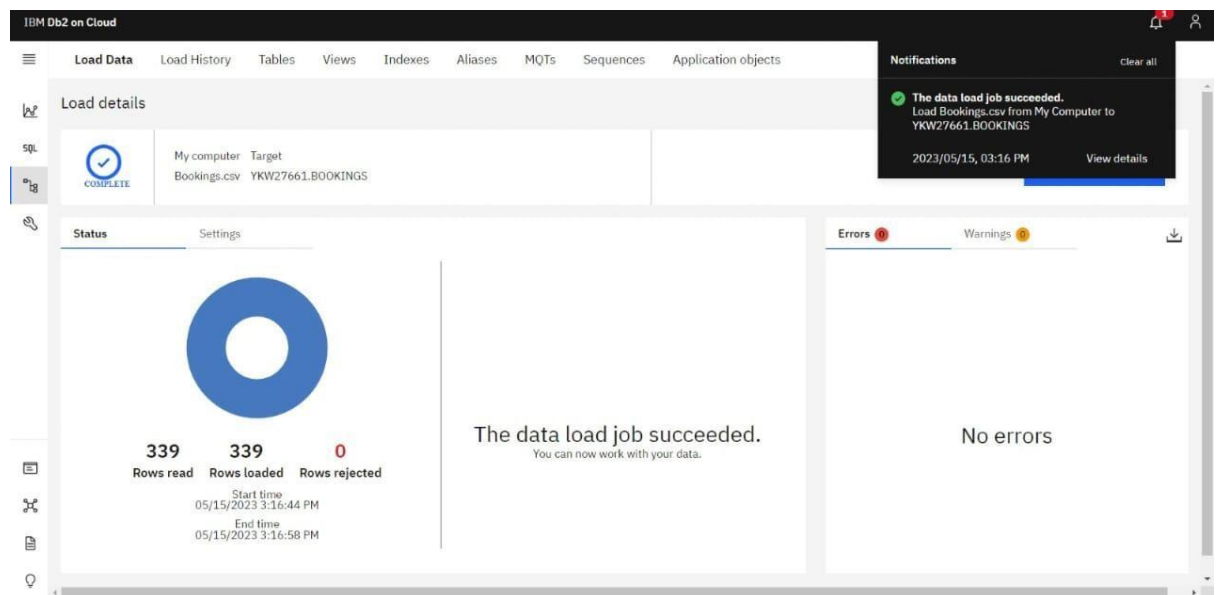 IBM Db2 on Cloud
1
Load Data Load History Tables Views Indexes Aliases MQTs Sequences Application objects
Notifications Clear all
The data load job succeeded.
Load Bookings.csv from My Computer to
YKW27661.BOOKINGS
2023/05/15, 03:16 PM View details
Load details
SQL
COMPLETE
My computer Target
Bookings.csv YKW27661.BOOKINGS
Status Settings
Errors 0 Warnings 0
339 339 0
Rows read Rows loaded Rows rejected
Start time
05/15/2023 3:16:44 PM
End time
05/15/2023 3:16:58 PM
The data load job succeeded.
You can now work with your data.
No errors